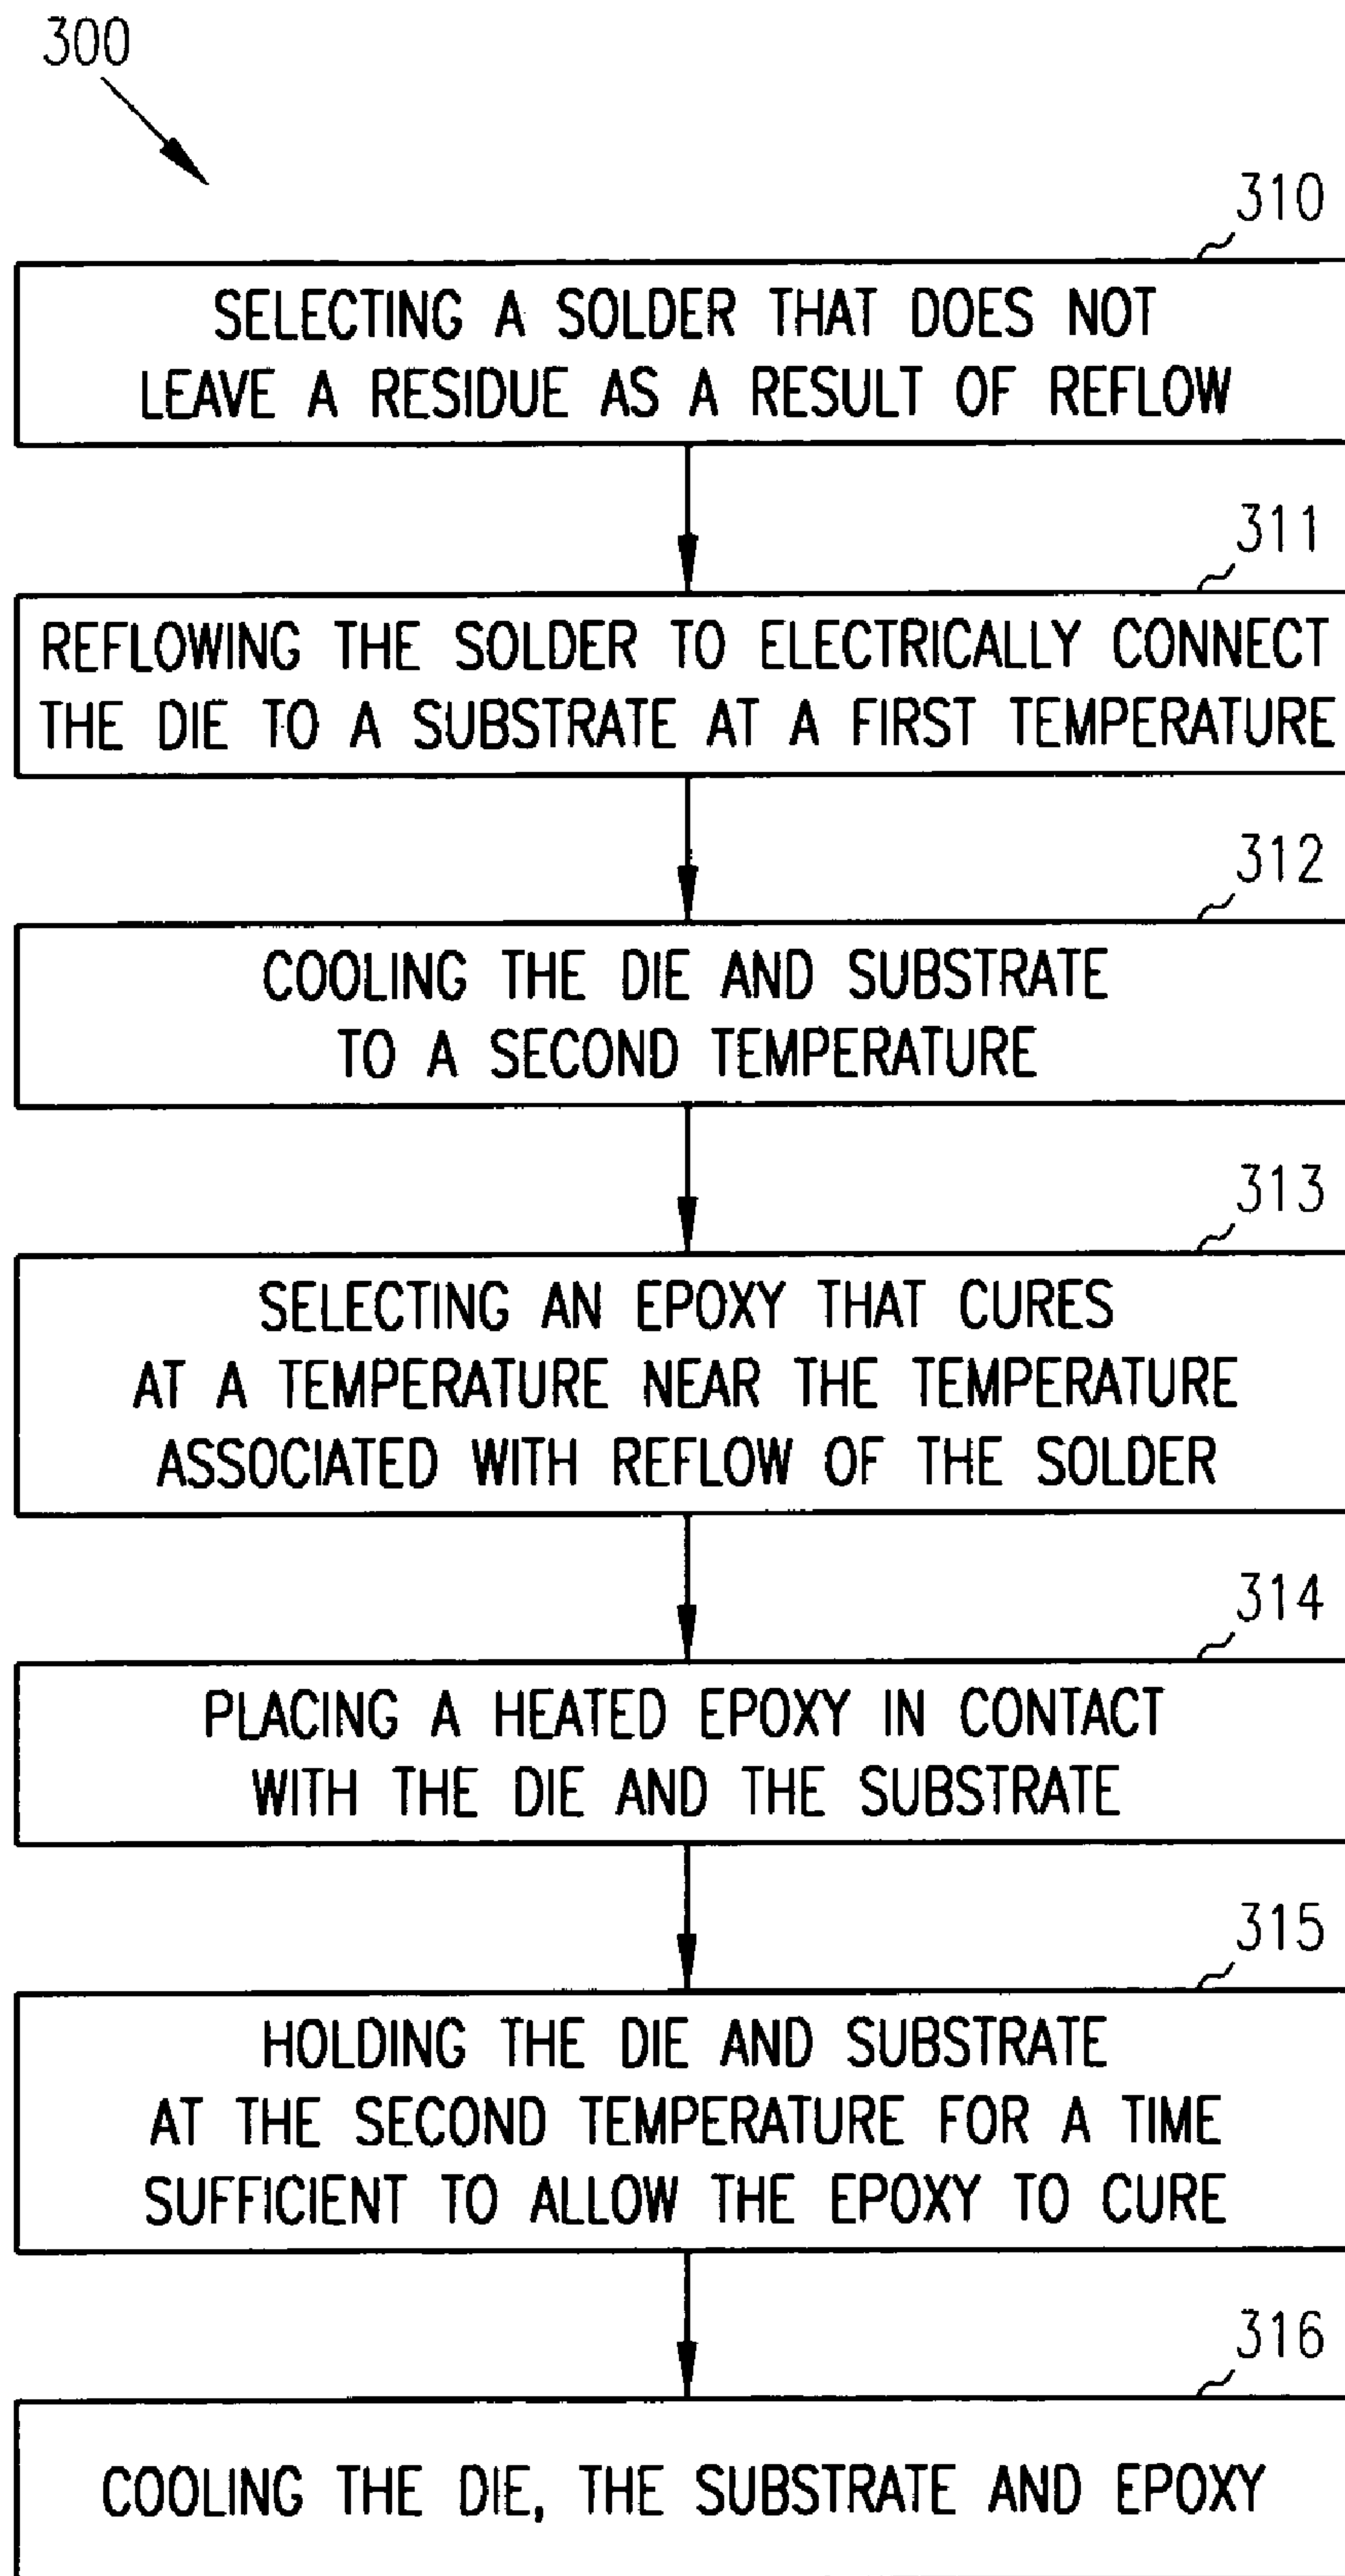 300
310
SELECTING A SOLDER THAT DOES NOT
LEAVE A RESIDUE AS A RESULT OF REFLOW
311
REFLOWING THE SOLDER TO ELECTRICALLY CONNECT
THE DIE TO A SUBSTRATE AT A FIRST TEMPERATURE
312
COOLING THE DIE AND SUBSTRATE
TO A SECOND TEMPERATURE
313
SELECTING AN EPOXY THAT CURES
AT A TEMPERATURE NEAR THE TEMPERATURE
ASSOCIATED WITH REFLOW OF THE SOLDER
314
PLACING A HEATED EPOXY IN CONTACT
WITH THE DIE AND THE SUBSTRATE
315
HOLDING THE DIE AND SUBSTRATE
AT THE SECOND TEMPERATURE FOR A TIME
SUFFICIENT TO ALLOW THE EPOXY TO CURE
316
COOLING THE DIE, THE SUBSTRATE AND EPOXY